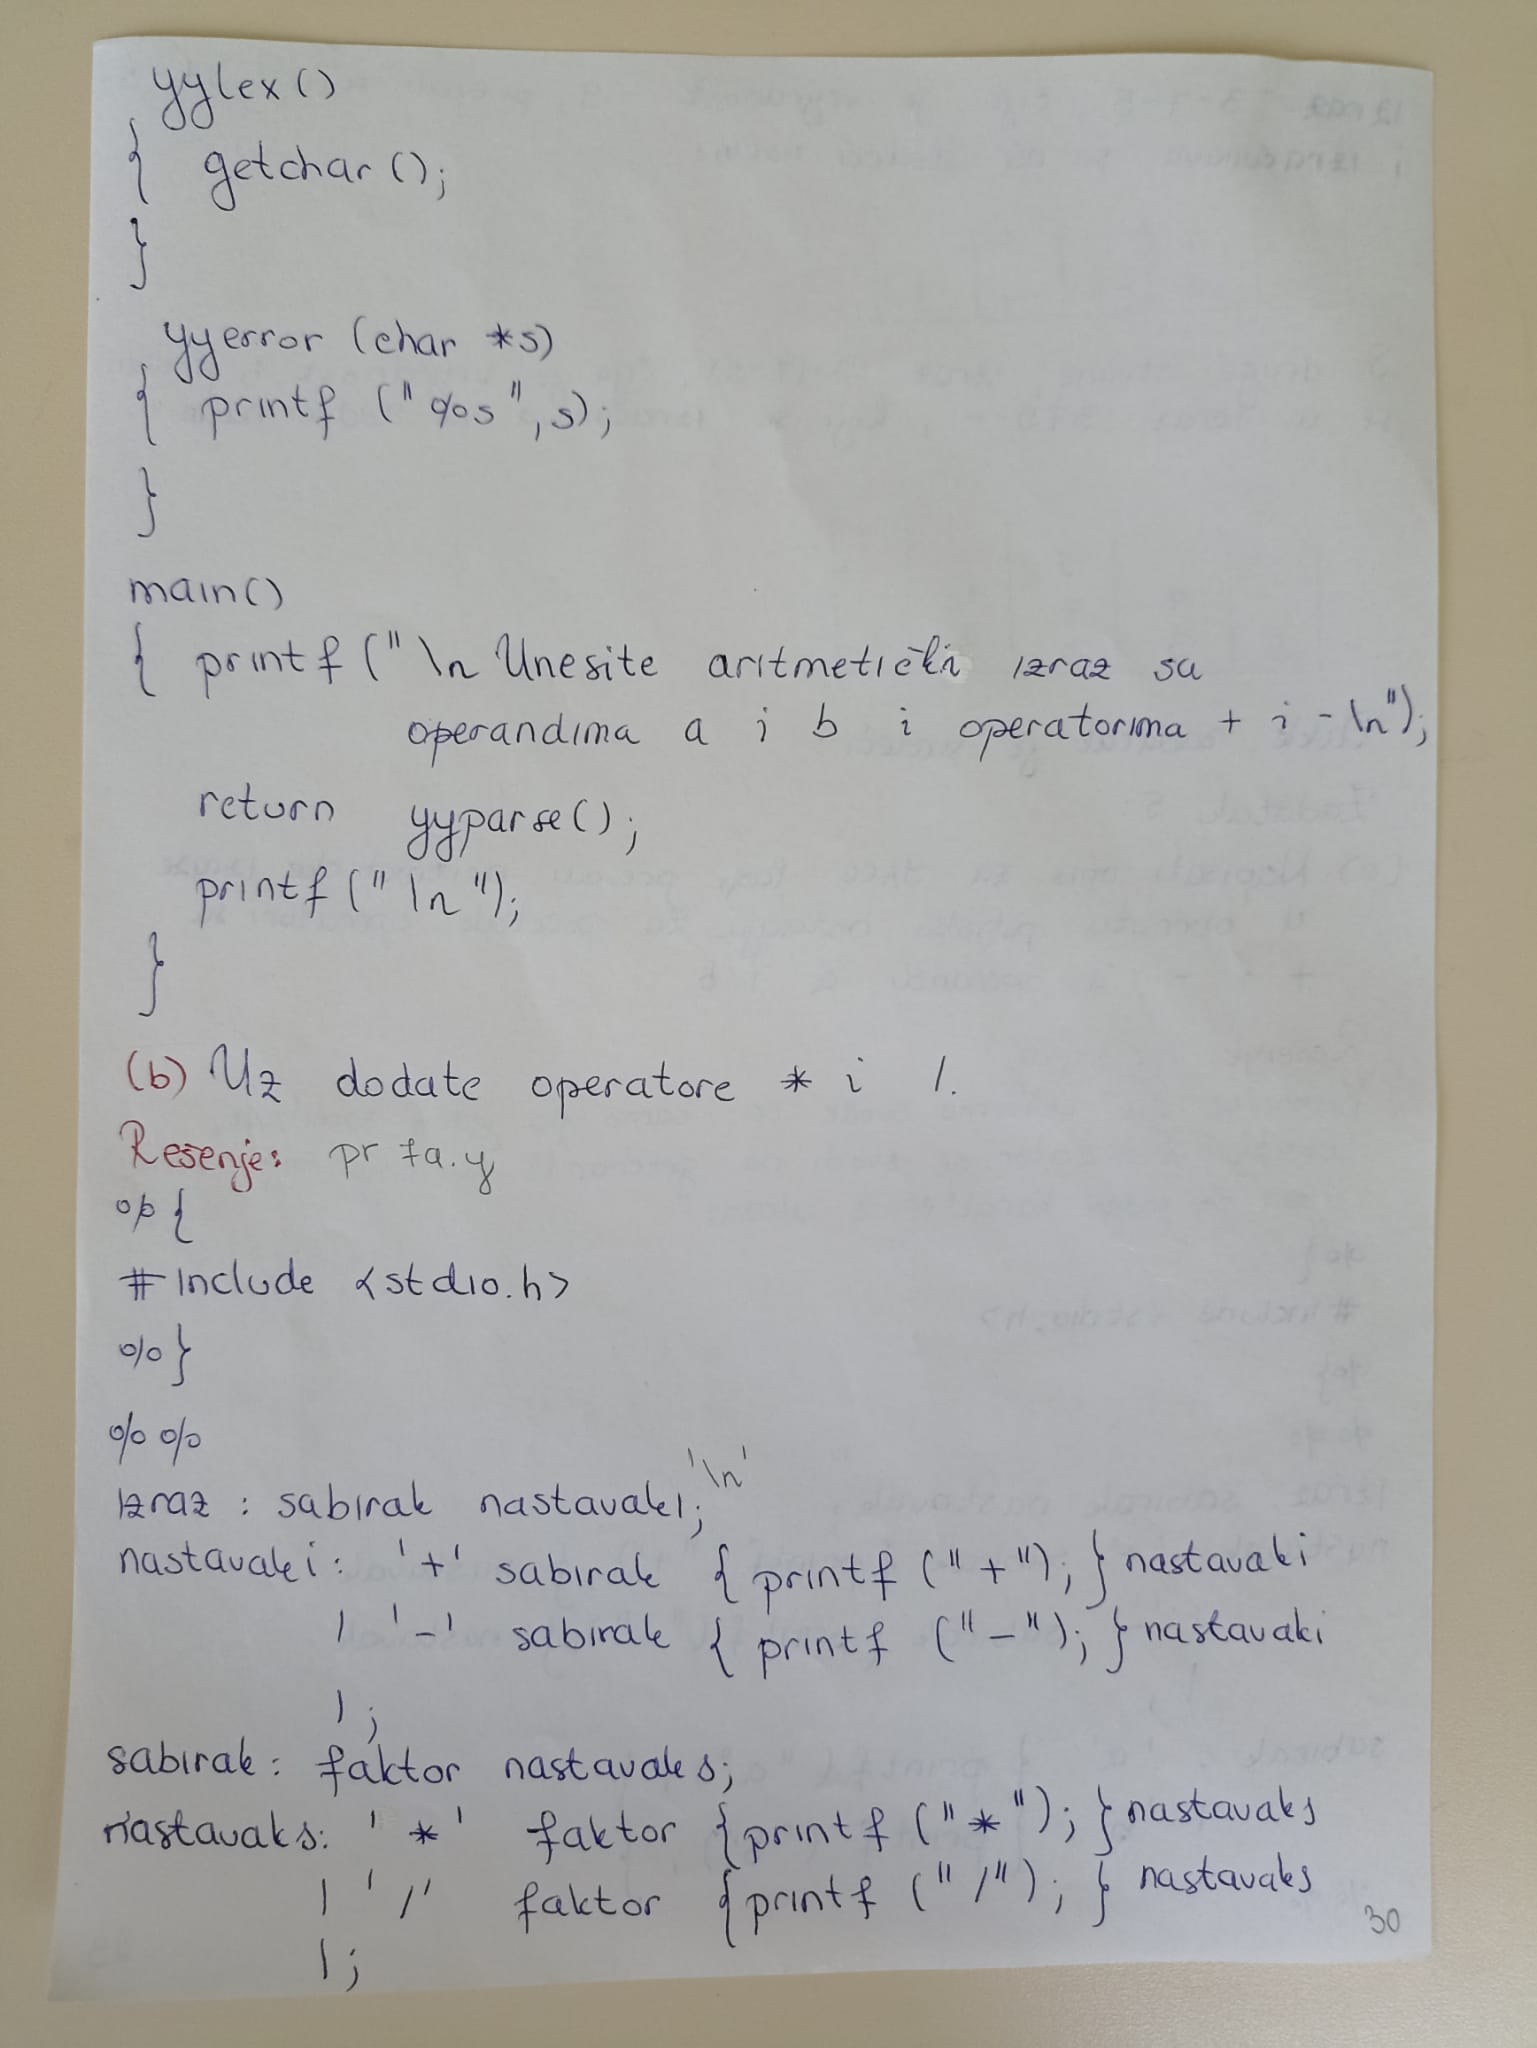 yylex()
{ getchar();
}
yyerror (char *s)
{ printf ("%s", s);
}
main()
{ printf ("\n Unesite aritmetički izraz sa
operandima a i b i operatorima + i - \n");
return yyparse();
printf ("\n");
}
(b) Uz dodate operatore * i /.
Rešenje: pr fa.y
%{
#include <stdio.h>
%}
%%
izraz : sabirak nastavaki; '\n'
nastavaki: '+' sabirak { printf ("+"); } nastavaki
| '-' sabirak { printf ("-"); } nastavaki
| ;
sabirak: faktor nastavaks;
nastavaks: '*' faktor {printf ("*"); } nastavaks
| '/' faktor {printf ("/"); } nastavaks
| ;
30